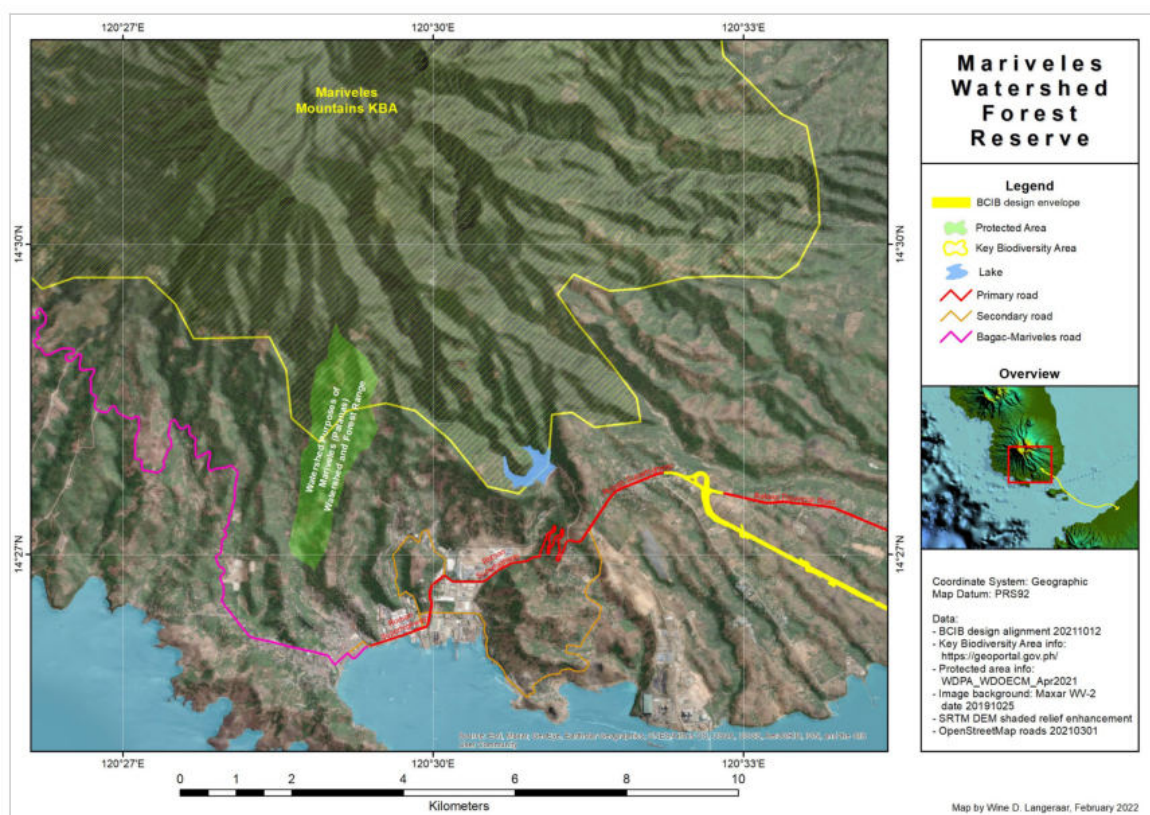 120°27'E
120°30'E
120°33'E
Mariveles
Mountains KBA
14°30'N
14°30'N
Watershed Purposes of
Mariveles (Palanas)
Watershed and Forest Range
14°27'N
14°27'N
120°27'E
120°30'E
120°33'E
0 1 2 4 6 8 10
Kilometers
Mariveles
Watershed
Forest
Reserve
Legend
BCIB design envelope
Protected Area
Key Biodiversity Area
Lake
Primary road
Secondary road
Bagac-Mariveles road
Overview
Coordinate System: Geographic
Map Datum: PRS92
Data:
- BCIB design alignment 20211012
- Key Biodiversity Area info:
https://geoportal.gov.ph/
- Protected area info:
WDPA_WDOECM_Apr2021
- Image background: Maxar WV-2
date 20191025
- SRTM DEM shaded relief enhancement
- OpenStreetMap roads 20210301
Map by Wine D. Langeraar, February 2022